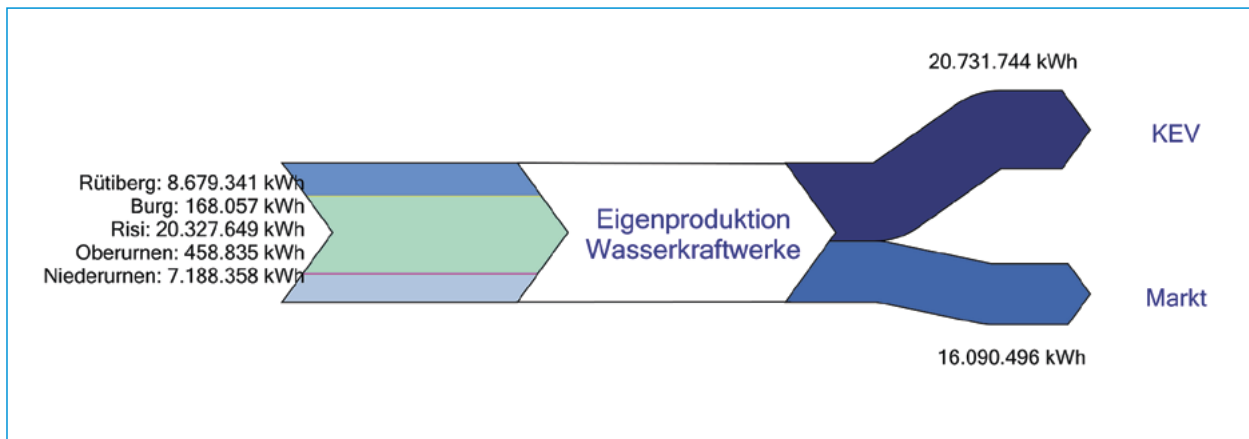 20.731.744 kWh
KEV
Rütiberg: 8.679.341 kWh
Burg: 168.057 kWh
Risi: 20.327.649 kWh
Oberurnen: 458.835 kWh
Niederurnen: 7.188.358 kWh
Eigenproduktion
Wasserkraftwerke
Markt
16.090.496 kWh